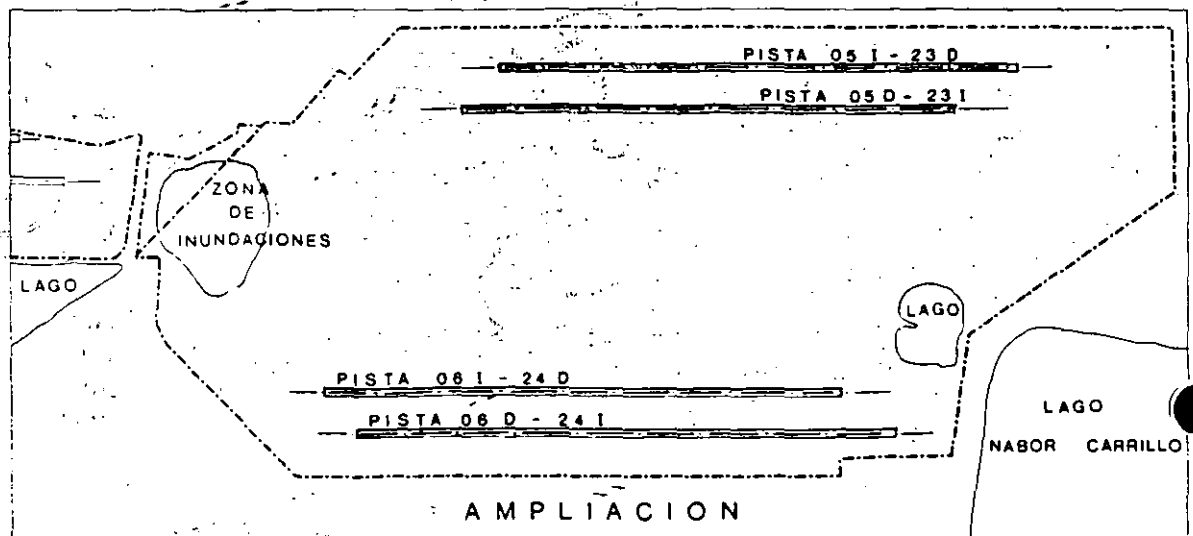 PISTA 05 I - 23 D
PISTA 05 D - 23 I
ZONA
DE
INUNDACIONES
LAGO
LAGO
PISTA 06 I - 24 D
PISTA 06 D - 24 I
LAGO
NABOR CARRILLO
AMPLIACION